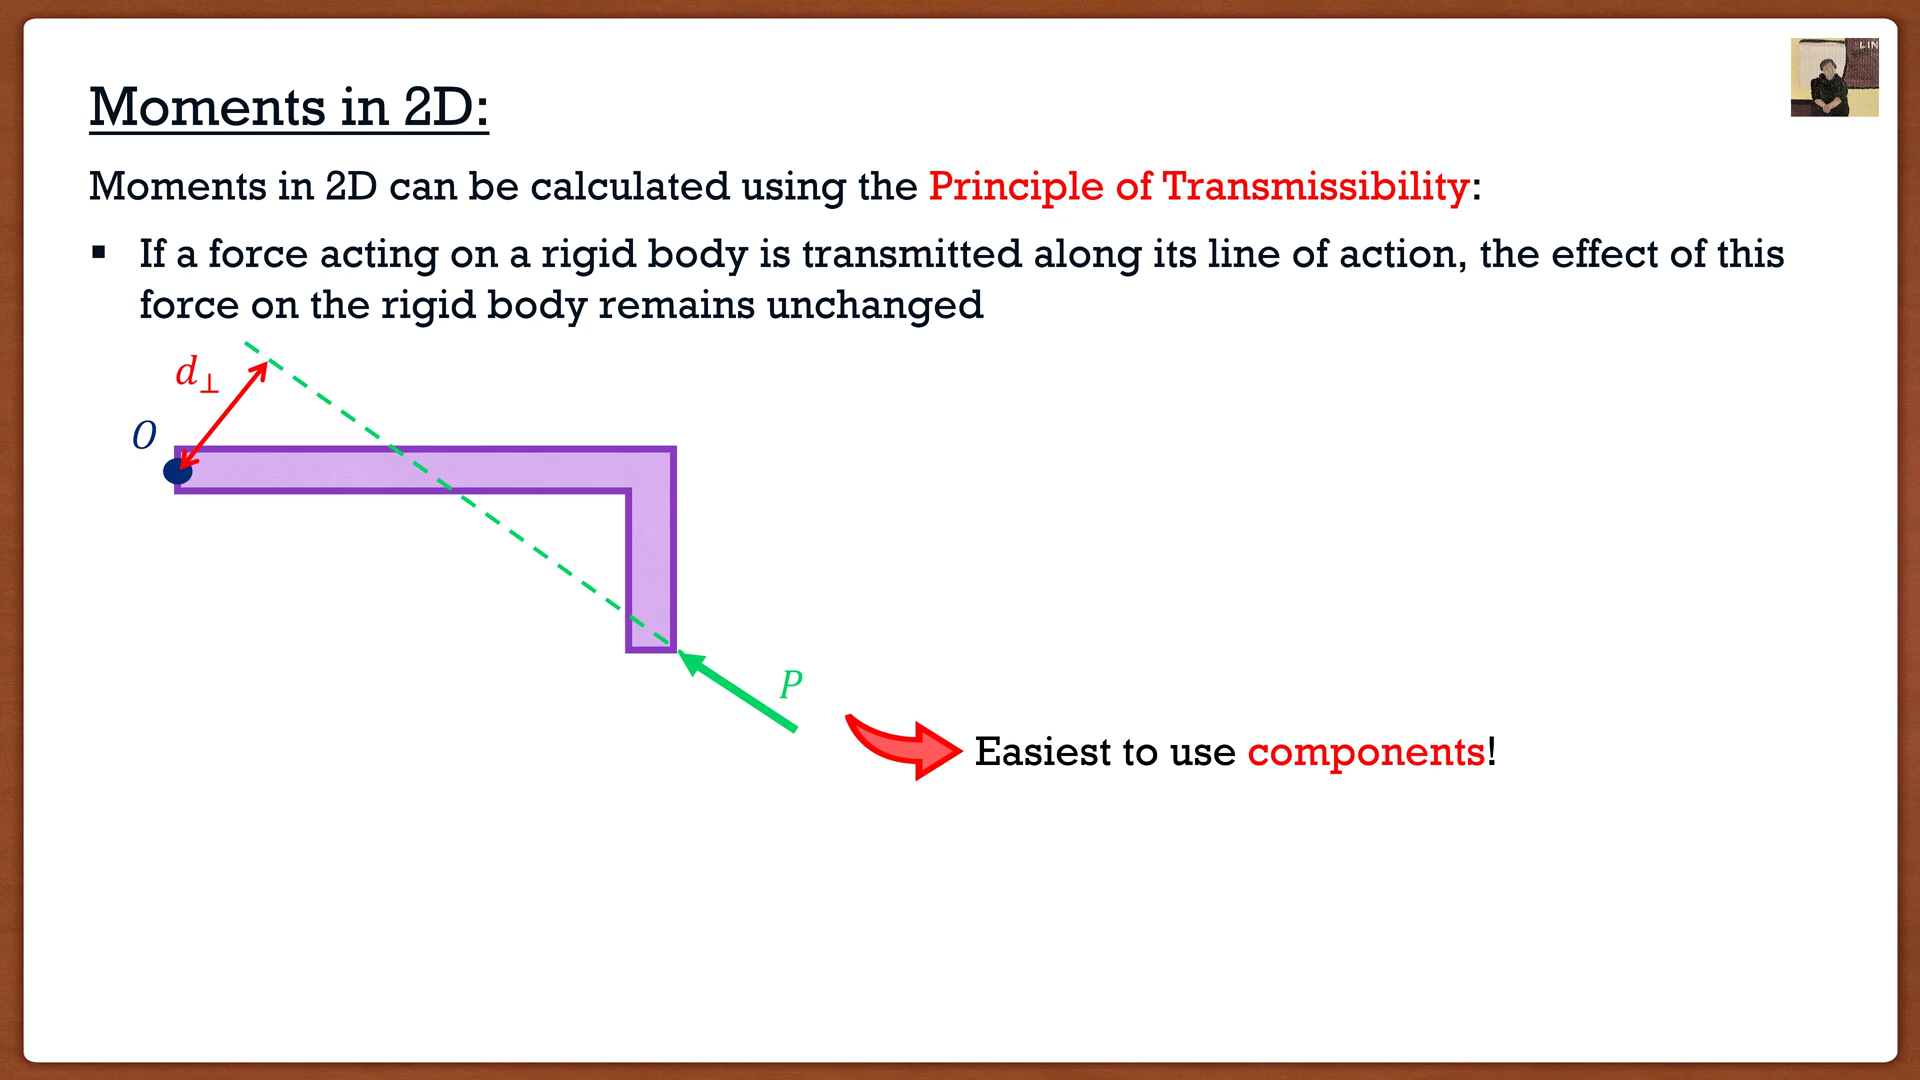 LIN
Moments in 2D:
Moments in 2D can be calculated using the Principle of Transmissibility:
▪ If a force acting on a rigid body is transmitted along its line of action, the effect of this
force on the rigid body remains unchanged
d⊥
O
P
Easiest to use components!